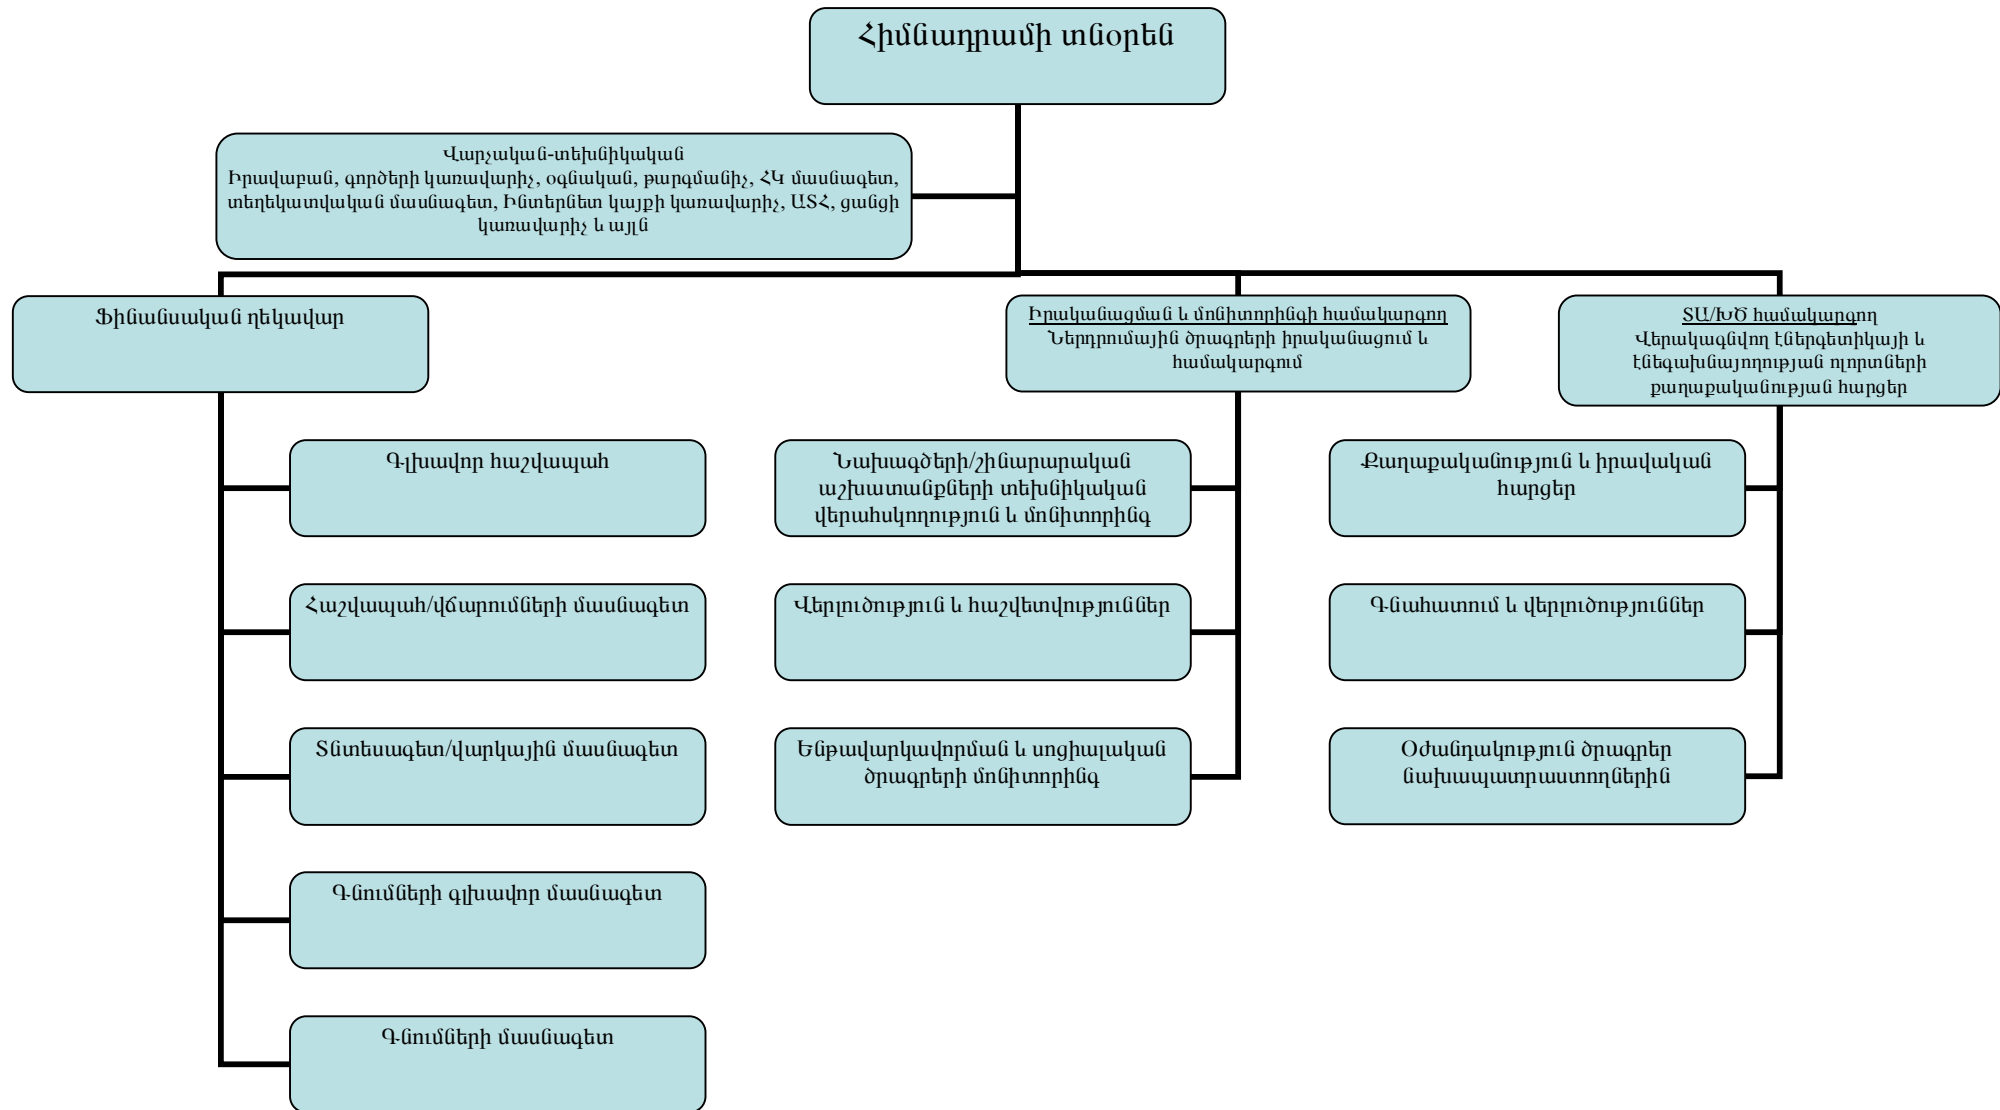 Հիմնադրամի տնօրեն
Վարչական-տեխնիկական
Իրավաբան, գործերի կառավարիչ, օգնական, թարգմանիչ, ՀԿ մասնագետ,
տեղեկատվական մասնագետ, Ինտերնետ կայքի կառավարիչ, ԱՏՀ, ցանցի
կառավարիչ և այլն
Ֆինանսական ղեկավար
Իրականացման և մոնիտորինգի համակարգող
Ներդրումային ծրագրերի իրականացում և
համակարգում
ՏԱ/ԽԾ համակարգող
Վերականգվող էներգետիկայի և
էնեգախնայողության ոլորտների
քաղաքականության հարցեր
Գլխավոր հաշվապահ
Հաշվապահ/վճարումների մասնագետ
Տնտեսագետ/վարկային մասնագետ
Գնումների գլխավոր մասնագետ
Գնումների մասնագետ
Նախագծերի/շինարարական
աշխատանքների տեխնիկական
վերահսկողություն և մոնիտորինգ
Վերլուծություն և հաշվետվություններ
Ենթավարկավորման և սոցիալական
ծրագրերի մոնիտորինգ
Քաղաքականություն և իրավական
հարցեր
Գնահատում և վերլուծություններ
Օժանդակություն ծրագրեր
նախապատրաստողներին